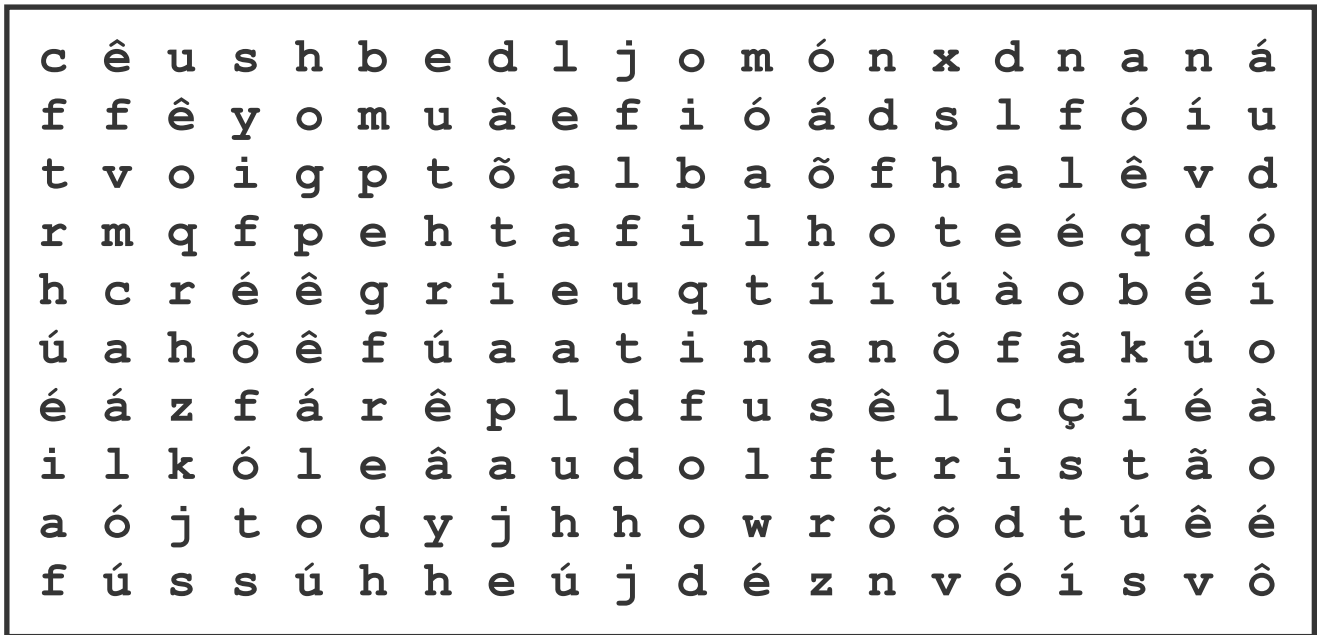 c ê u s h b e d l j o m ó n x d n a n á
f f ê y o m u à e f i ó á d s l f ó í u
t v o i g p t õ a l b a õ f h a l ê v d
r m q f p e h t a f i l h o t e é q d ó
h c r é ê g r i e u q t í í ú à o b é í
ú a h õ ê f ú a a t i n a n õ f ã k ú o
é á z f á r ê p l d f u s ê l c ç í é à
i l k ó l e â a u d o l f t r i s t ã o
a ó j t o d y j h h o w r õ õ d t ú ê é
f ú s s ú h h e ú j d é z n v ó í s v ô